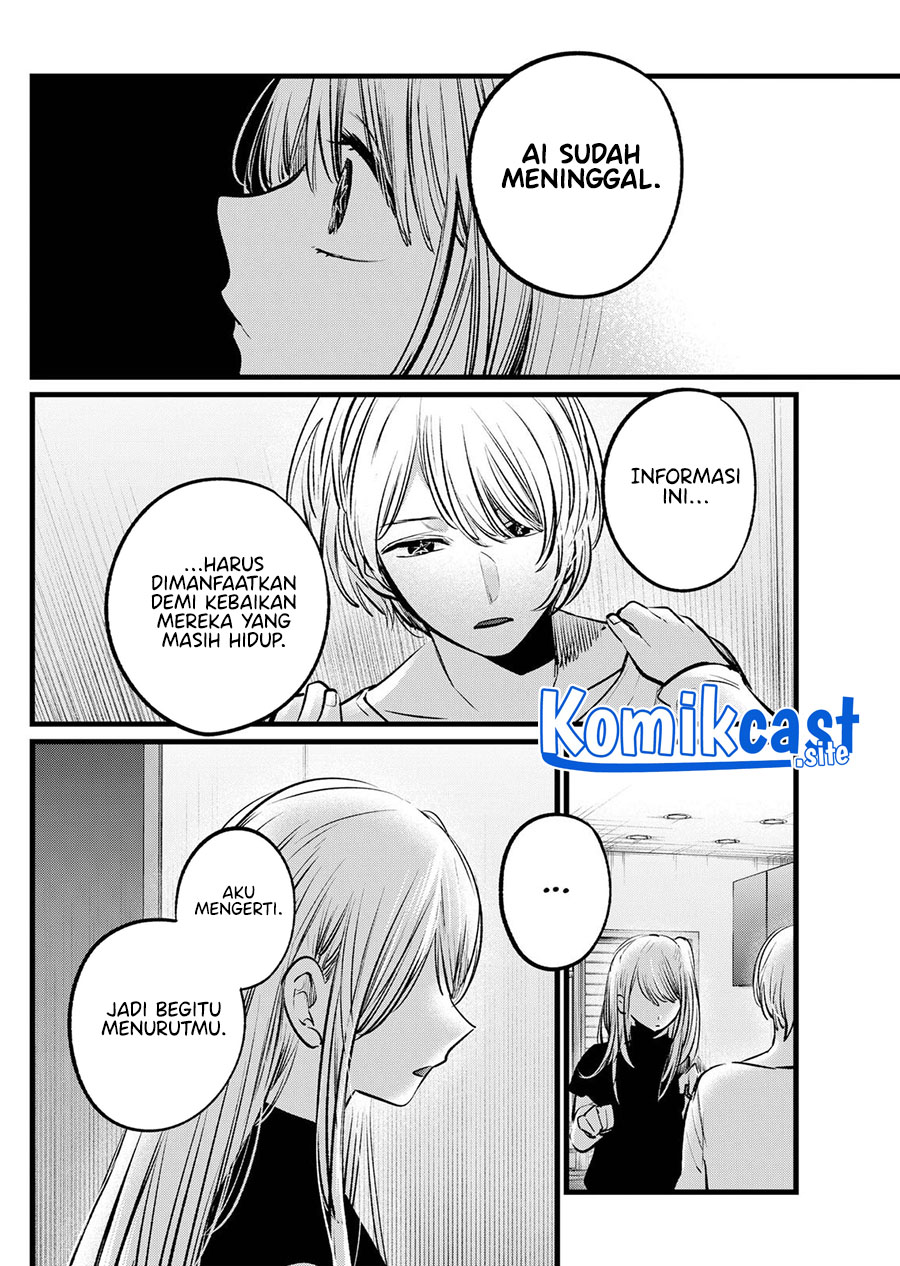 AI SUDAH
MENINGGAL.
INFORMASI
INI...
...HARUS
DIMANFAATKAN
DEMI KEBAIKAN
MEREKA YANG
MASIH HIDUP.
Komikcast
.site
...
AKU
MENGERTI.
JADI BEGITU
MENURUTMU.